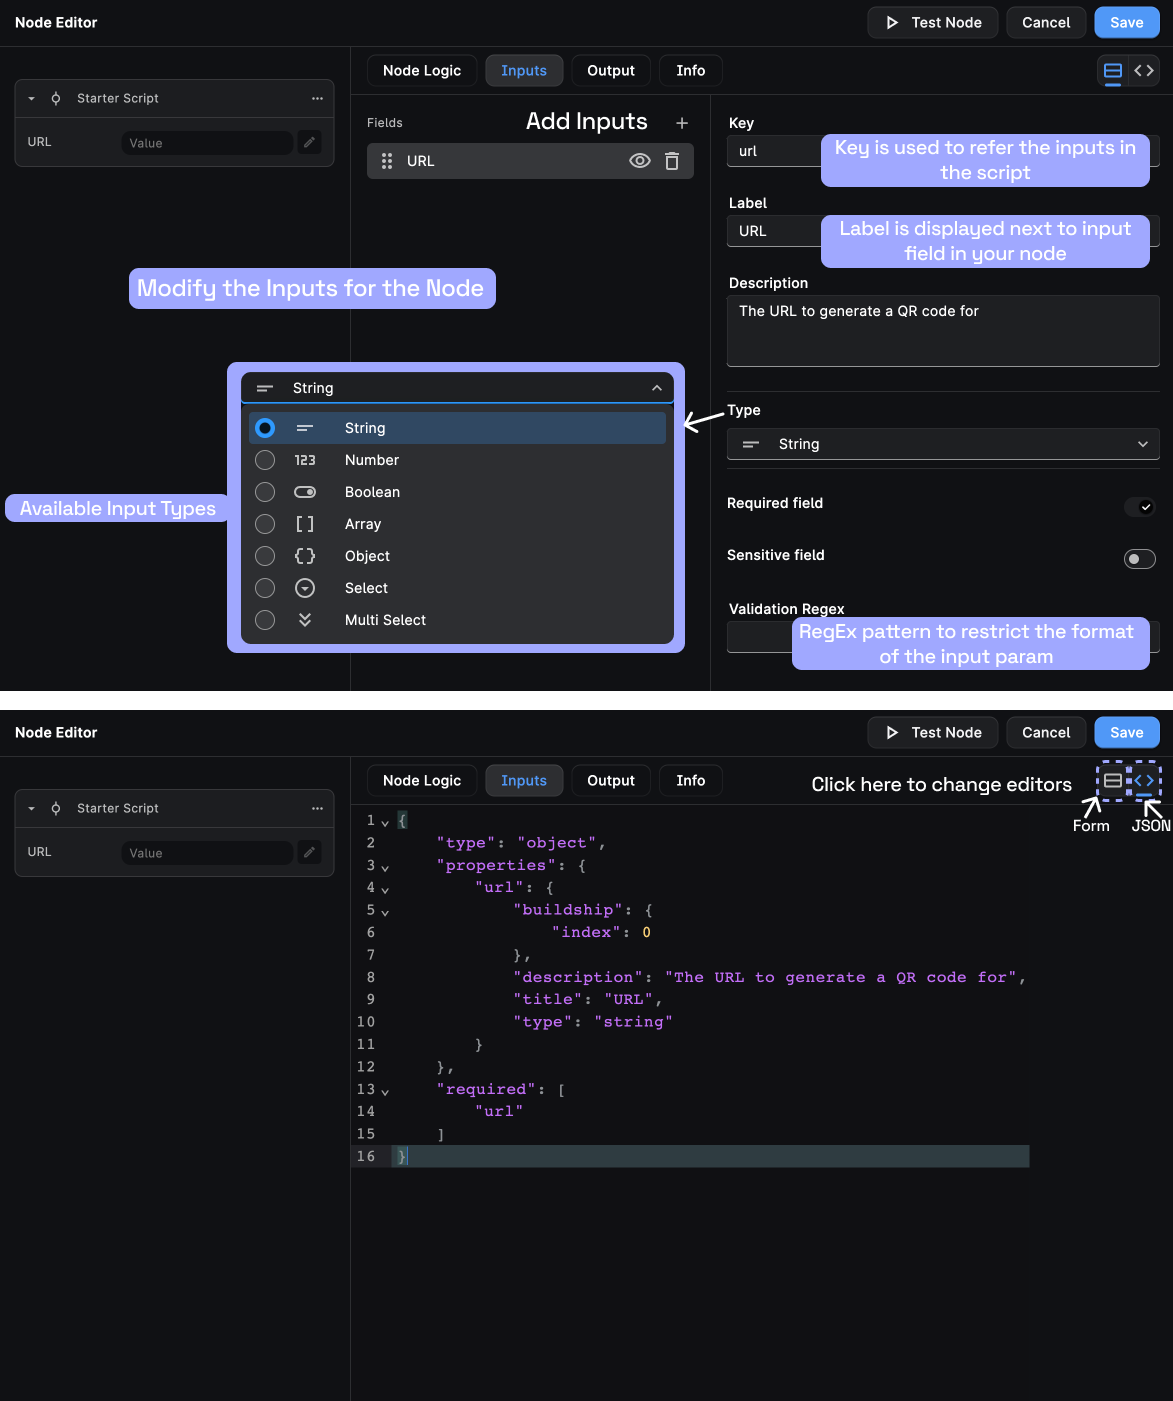 Node Editor
Test Node
Cancel
Save
Starter Script
URL
Value
Node Logic
Inputs
Output
Info
Fields
Add Inputs
URL
Key
url
Key is used to refer the inputs in
the script
Label
URL
Label is displayed next to input
field in your node
Description
The URL to generate a QR code for
Modify the Inputs for the Node
Type
String
Available Input Types
String
String
123 Number
Boolean
[ ] Array
{ } Object
Select
Multi Select
Required field
Sensitive field
Validation Regex
RegEx pattern to restrict the format
of the input param
Node Editor
Test Node
Cancel
Save
Starter Script
URL
Value
Node Logic
Inputs
Output
Info
Click here to change editors
Form
JSON
1 {
2 "type": "object",
3 "properties": {
4 "url": {
5 "buildship": {
6 "index": 0
7 },
8 "description": "The URL to generate a QR code for",
9 "title": "URL",
10 "type": "string"
11 }
12 },
13 "required": [
14 "url"
15 ]
16 }